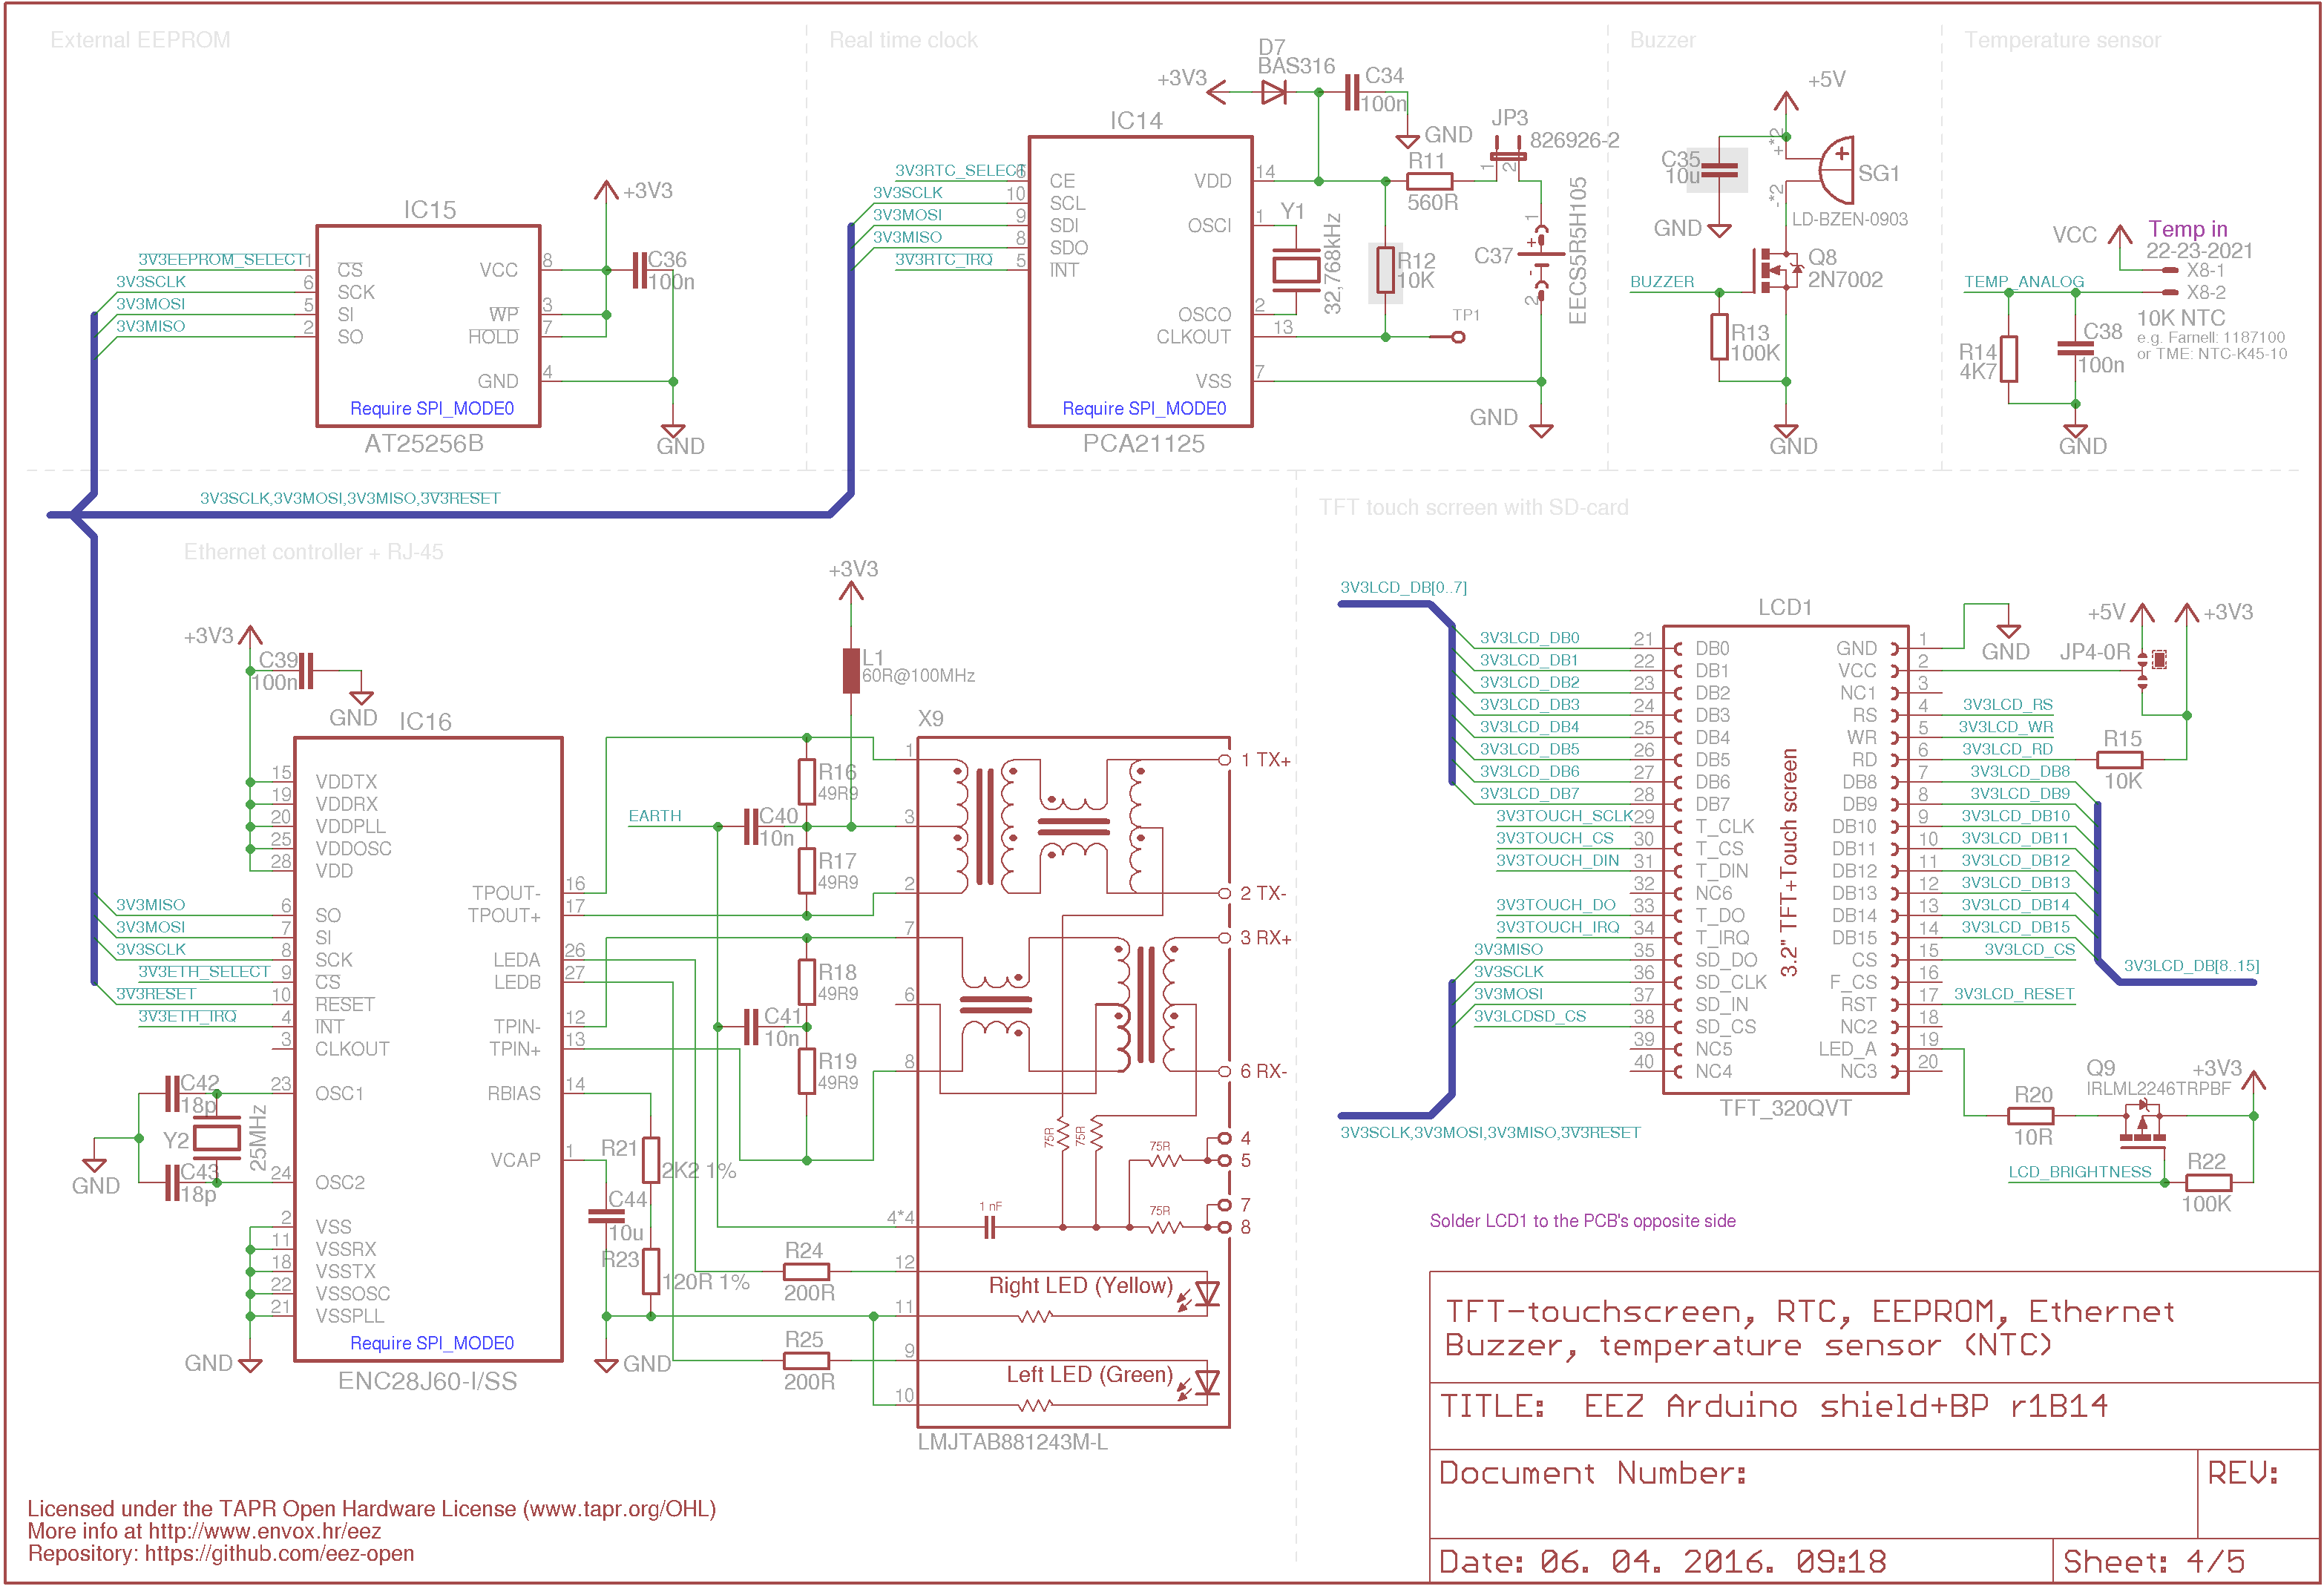 External EEPROM
IC15
+3V3
3V3EEPROM_SELECT
3V3SCLK
3V3MOSI
3V3MISO
1
6
5
2
CS
SCK
SI
SO
VCC
WP
HOLD
GND
8
3
7
4
C36
100n
Require SPI_MODE0
AT25256B
GND
Real time clock
D7
BAS316
+3V3
C34
100n
GND
IC14
3V3RTC_SELECT
3V3SCLK
3V3MOSI
3V3MISO
3V3RTC_IRQ
6
10
9
8
5
CE
SCL
SDI
SDO
INT
VDD
OSCI
OSCO
CLKOUT
VSS
14
1
2
13
7
Y1
32,768kHz
R11
560R
R12
10K
JP3
826926-2
1
2
C37
1
+
-
2
EECS5R5H105
TP1
GND
Require SPI_MODE0
PCA21125
Buzzer
+5V
C35
10u
GND
+*2
-*2
+
SG1
LD-BZEN-0903
Q8
2N7002
BUZZER
R13
100K
GND
Temperature sensor
VCC
Temp in
22-23-2021
X8-1
X8-2
TEMP_ANALOG
10K NTC
e.g. Farnell: 1187100
or TME: NTC-K45-10
R14
4K7
C38
100n
GND
3V3SCLK,3V3MOSI,3V3MISO,3V3RESET
Ethernet controller + RJ-45
+3V3
C39
100n
GND
IC16
15
19
20
25
28
VDDTX
VDDRX
VDDPLL
VDDOSC
VDD
3V3MISO
3V3MOSI
3V3SCLK
3V3ETH_SELECT
3V3RESET
3V3ETH_IRQ
6
7
8
9
10
4
3
SO
SI
SCK
CS
RESET
INT
CLKOUT
C42
18p
Y2
25MHz
C43
18p
GND
23
24
OSC1
OSC2
2
11
18
22
21
VSS
VSSRX
VSSTX
VSSOSC
VSSPLL
GND
Require SPI_MODE0
ENC28J60-I/SS
TPOUT-
TPOUT+
LEDA
LEDB
TPIN-
TPIN+
RBIAS
VCAP
16
17
26
27
12
13
14
1
+3V3
L1
60R@100MHz
EARTH
C40
10n
C41
10n
R16
49R9
R17
49R9
R18
49R9
R19
49R9
R21
2K2 1%
C44
10u
R23
120R 1%
GND
R24
200R
R25
200R
X9
1
3
2
7
6
8
4*4
12
11
9
10
1 TX+
2 TX-
3 RX+
6 RX-
4
5
7
8
75R
75R
75R
75R
1 nF
Right LED (Yellow)
Left LED (Green)
LMJTAB881243M-L
TFT touch scrreen with SD-card
3V3LCD_DB[0..7]
LCD1
3V3LCD_DB0
3V3LCD_DB1
3V3LCD_DB2
3V3LCD_DB3
3V3LCD_DB4
3V3LCD_DB5
3V3LCD_DB6
3V3LCD_DB7
3V3TOUCH_SCLK
3V3TOUCH_CS
3V3TOUCH_DIN
3V3TOUCH_DO
3V3TOUCH_IRQ
3V3MISO
3V3SCLK
3V3MOSI
3V3LCDSD_CS
21
22
23
24
25
26
27
28
29
30
31
32
33
34
35
36
37
38
39
40
DB0
DB1
DB2
DB3
DB4
DB5
DB6
DB7
T_CLK
T_CS
T_DIN
NC6
T_DO
T_IRQ
SD_DO
SD_CLK
SD_IN
SD_CS
NC5
NC4
3.2" TFT+Touch screen
GND
VCC
NC1
RS
WR
RD
DB8
DB9
DB10
DB11
DB12
DB13
DB14
DB15
CS
F_CS
RST
NC2
LED_A
NC3
1
2
3
4
5
6
7
8
9
10
11
12
13
14
15
16
17
18
19
20
3V3LCD_RS
3V3LCD_WR
3V3LCD_RD
3V3LCD_DB8
3V3LCD_DB9
3V3LCD_DB10
3V3LCD_DB11
3V3LCD_DB12
3V3LCD_DB13
3V3LCD_DB14
3V3LCD_DB15
3V3LCD_CS
3V3LCD_RESET
GND
+5V
+3V3
JP4-0R
R15
10K
3V3LCD_DB[8..15]
TFT_320QVT
3V3SCLK,3V3MOSI,3V3MISO,3V3RESET
Q9
IRLML2246TRPBF
+3V3
R20
10R
LCD_BRIGHTNESS
R22
100K
Solder LCD1 to the PCB's opposite side
TFT-touchscreen, RTC, EEPROM, Ethernet
Buzzer, temperature sensor (NTC)
TITLE: EEZ Arduino shield+BP r1B14
Document Number:
REV:
Date: 06. 04. 2016. 09:18
Sheet: 4/5
Licensed under the TAPR Open Hardware License (www.tapr.org/OHL)
More info at http://www.envox.hr/eez
Repository: https://github.com/eez-open